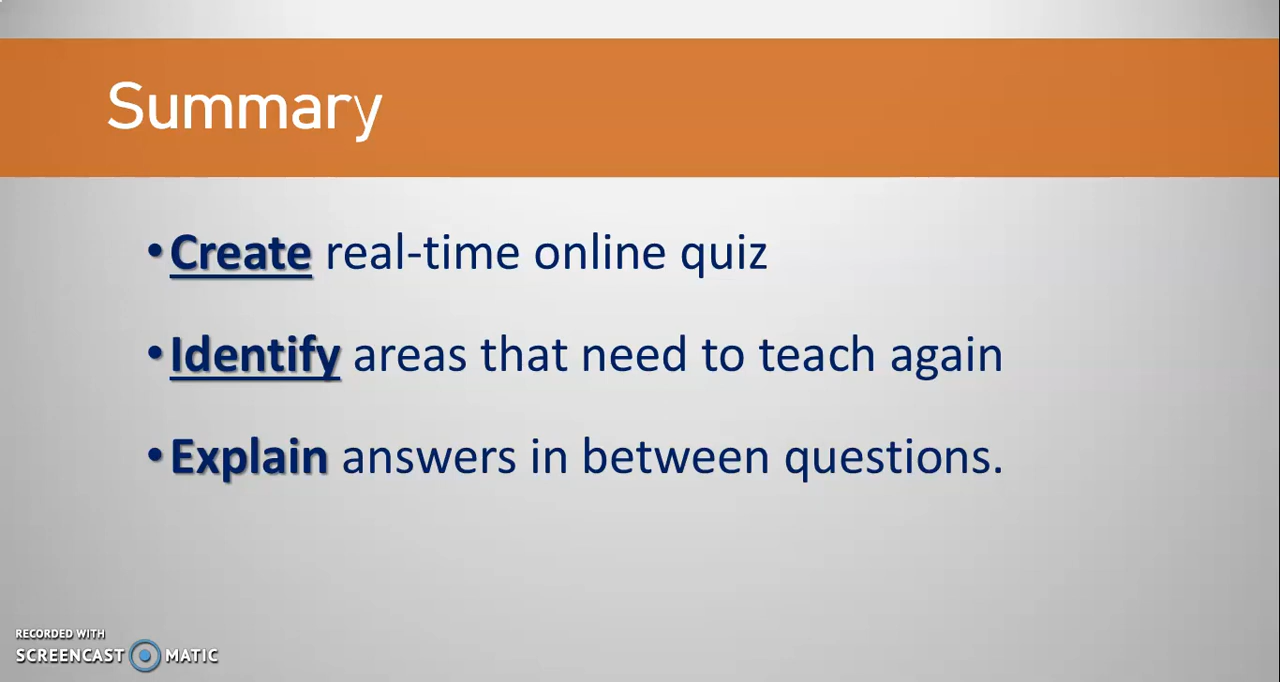 Summary
•Create real-time online quiz
•Identify areas that need to teach again
•Explain answers in between questions.
RECORDED WITH
SCREENCAST MATIC